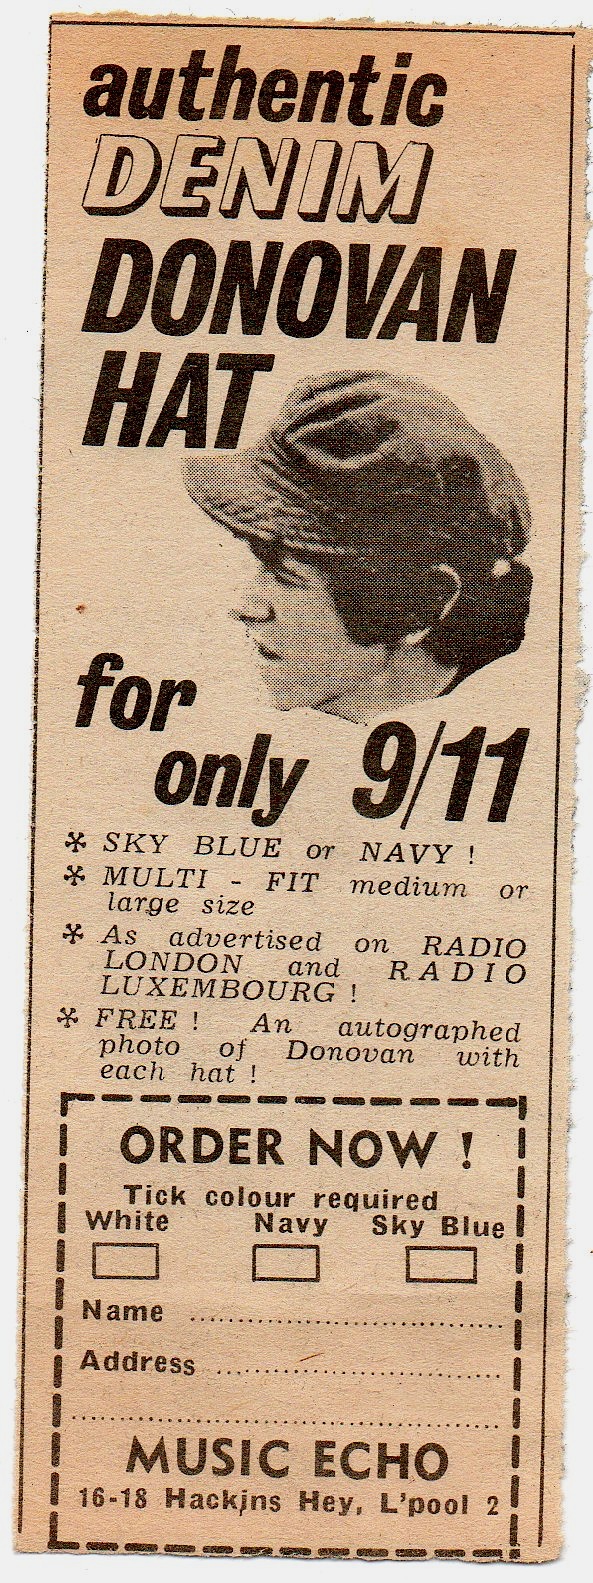 authentic
DENIM
DONOVAN
HAT
for
only 9/11
* SKY BLUE or NAVY !
* MULTI - FIT medium or
large size
* As advertised on RADIO
LONDON and RADIO
LUXEMBOURG !
* FREE ! An autographed
photo of Donovan with
each hat !
ORDER NOW !
Tick colour required
White Navy Sky Blue
Name
Address
MUSIC ECHO
16-18 Hackins Hey, L'pool 2